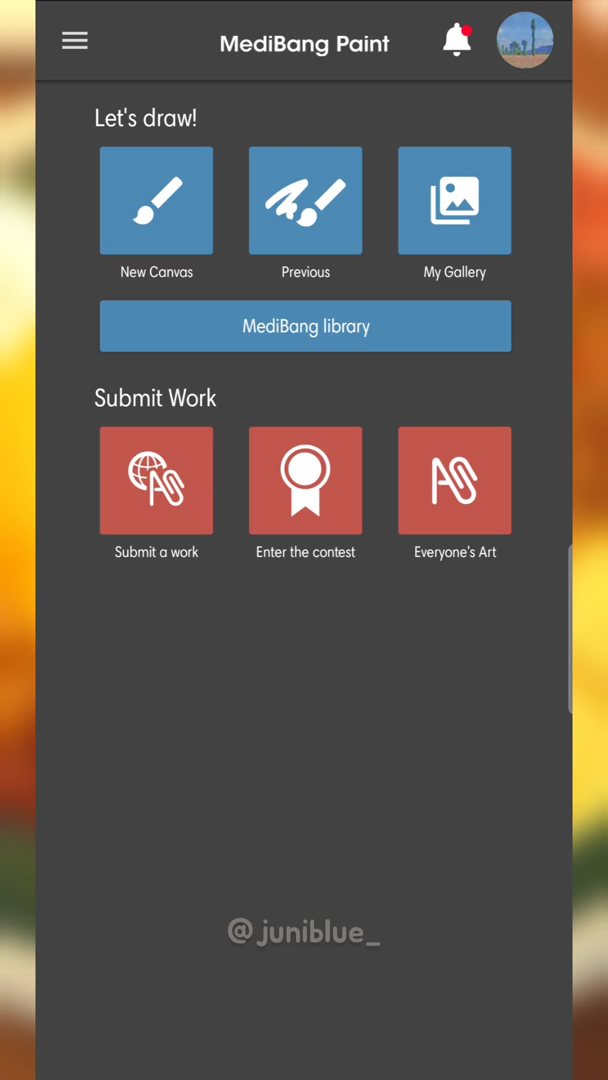 MediBang Paint
Let's draw!
New Canvas
Previous
My Gallery
MediBang library
Submit Work
Submit a work
Enter the contest
Everyone's Art
@juniblue_